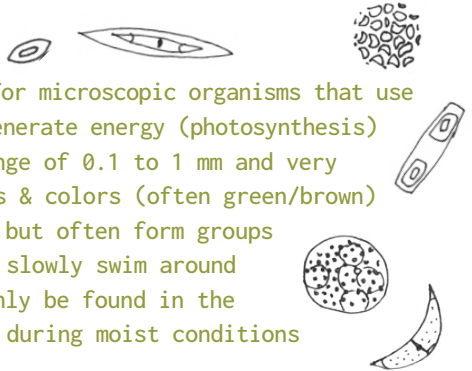 for microscopic organisms that use
enerate energy (photosynthesis)
nge of 0.1 to 1 mm and very
s & colors (often green/brown)
but often form groups
slowly swim around
nly be found in the
during moist conditions